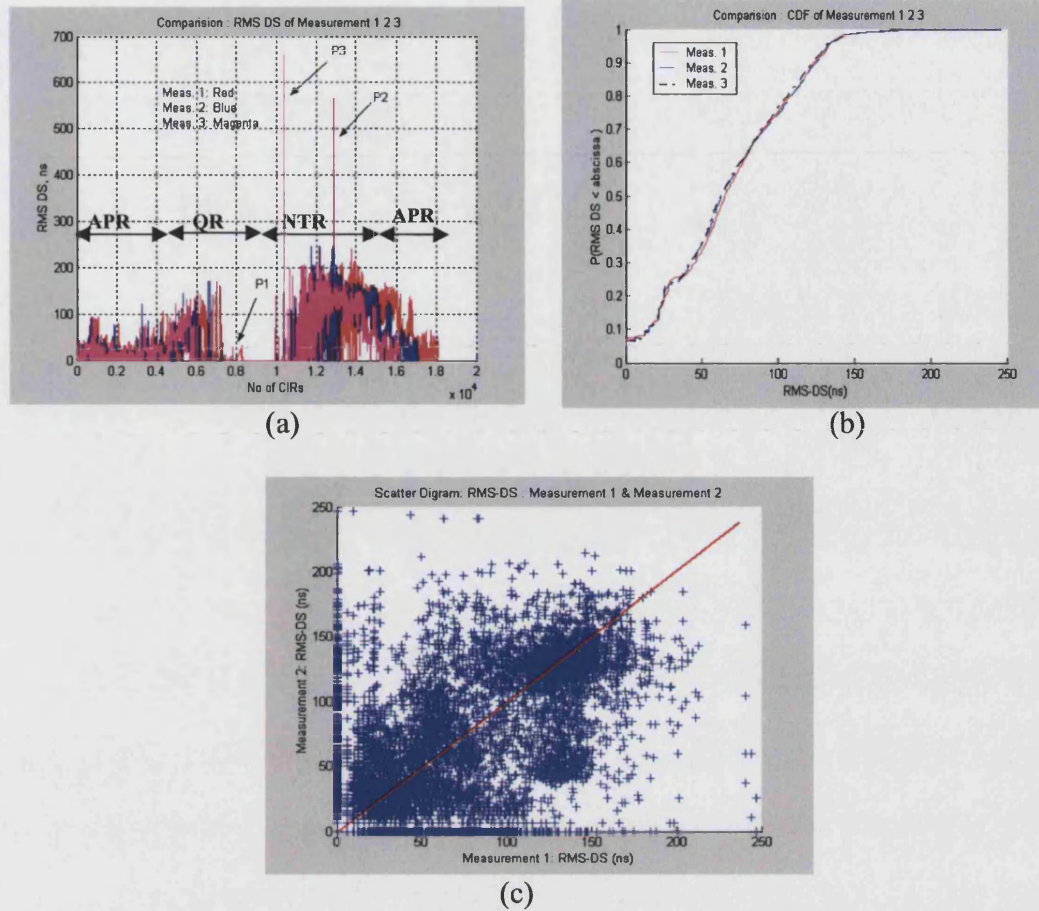 Comparision : RMS DS of Measurement 1 2 3
700
600
500
400
300
200
100
0
RMS DS, ns
P3
P2
Meas. 1: Red
Meas. 2: Blue
Meas. 3: Magenta
APR
QR
NTR
APR
P1
0
0.2
0.4
0.6
0.8
1
1.2
1.4
1.6
1.8
2
x 10⁴
No of CIRs
(a)
Comparision : CDF of Measurement 1 2 3
1
0.9
0.8
0.7
0.6
0.5
0.4
0.3
0.2
0.1
0
P(RMS DS < abscissa )
Meas. 1
Meas. 2
Meas. 3
0
50
100
150
200
250
RMS-DS(ns)
(b)
Scatter Digram: RMS-DS . Measurement 1 & Measurement 2
250
200
150
100
50
0
Measurement 2: RMS-DS (ns)
0
50
100
150
200
250
Measurement 1: RMS-DS (ns)
(c)